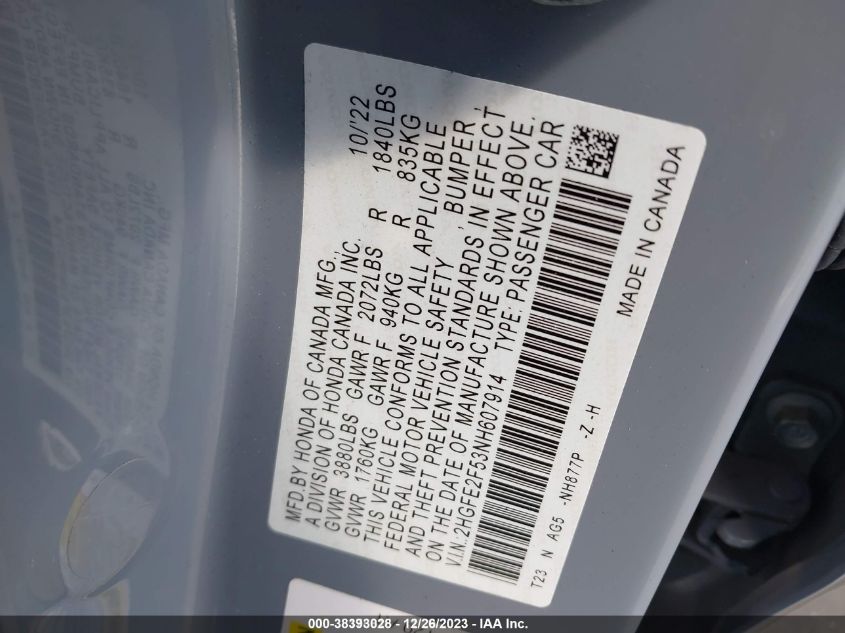 MFD.BY HONDA OF CANADA MFG., 10/'22
A DIVISION OF HONDA CANADA INC.
GVWR 3880LBS GAWR F 2072LBS R 1840LBS
GVWR 1760KG GAWR F 940KG R 835KG
THIS VEHICLE CONFORMS TO ALL APPLICABLE
FEDERAL MOTOR VEHICLE SAFETY, BUMPER,
AND THEFT PREVENTION STANDARDS IN EFFECT
ON THE DATE OF MANUFACTURE SHOWN ABOVE.
V.I.N.:2HGFE2F53NH607914 TYPE: PASSENGER CAR
T23 N AG5 -NH877P -Z -H
MADE IN CANADA
000-38393028 - 12/26/2023 - IAA Inc.